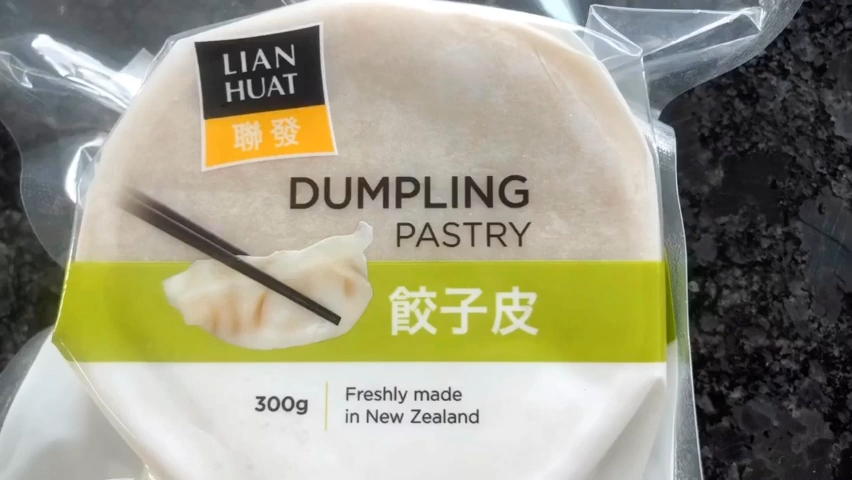 LIAN
HUAT
聯發
DUMPLING
PASTRY
餃子皮
300g
Freshly made
in New Zealand